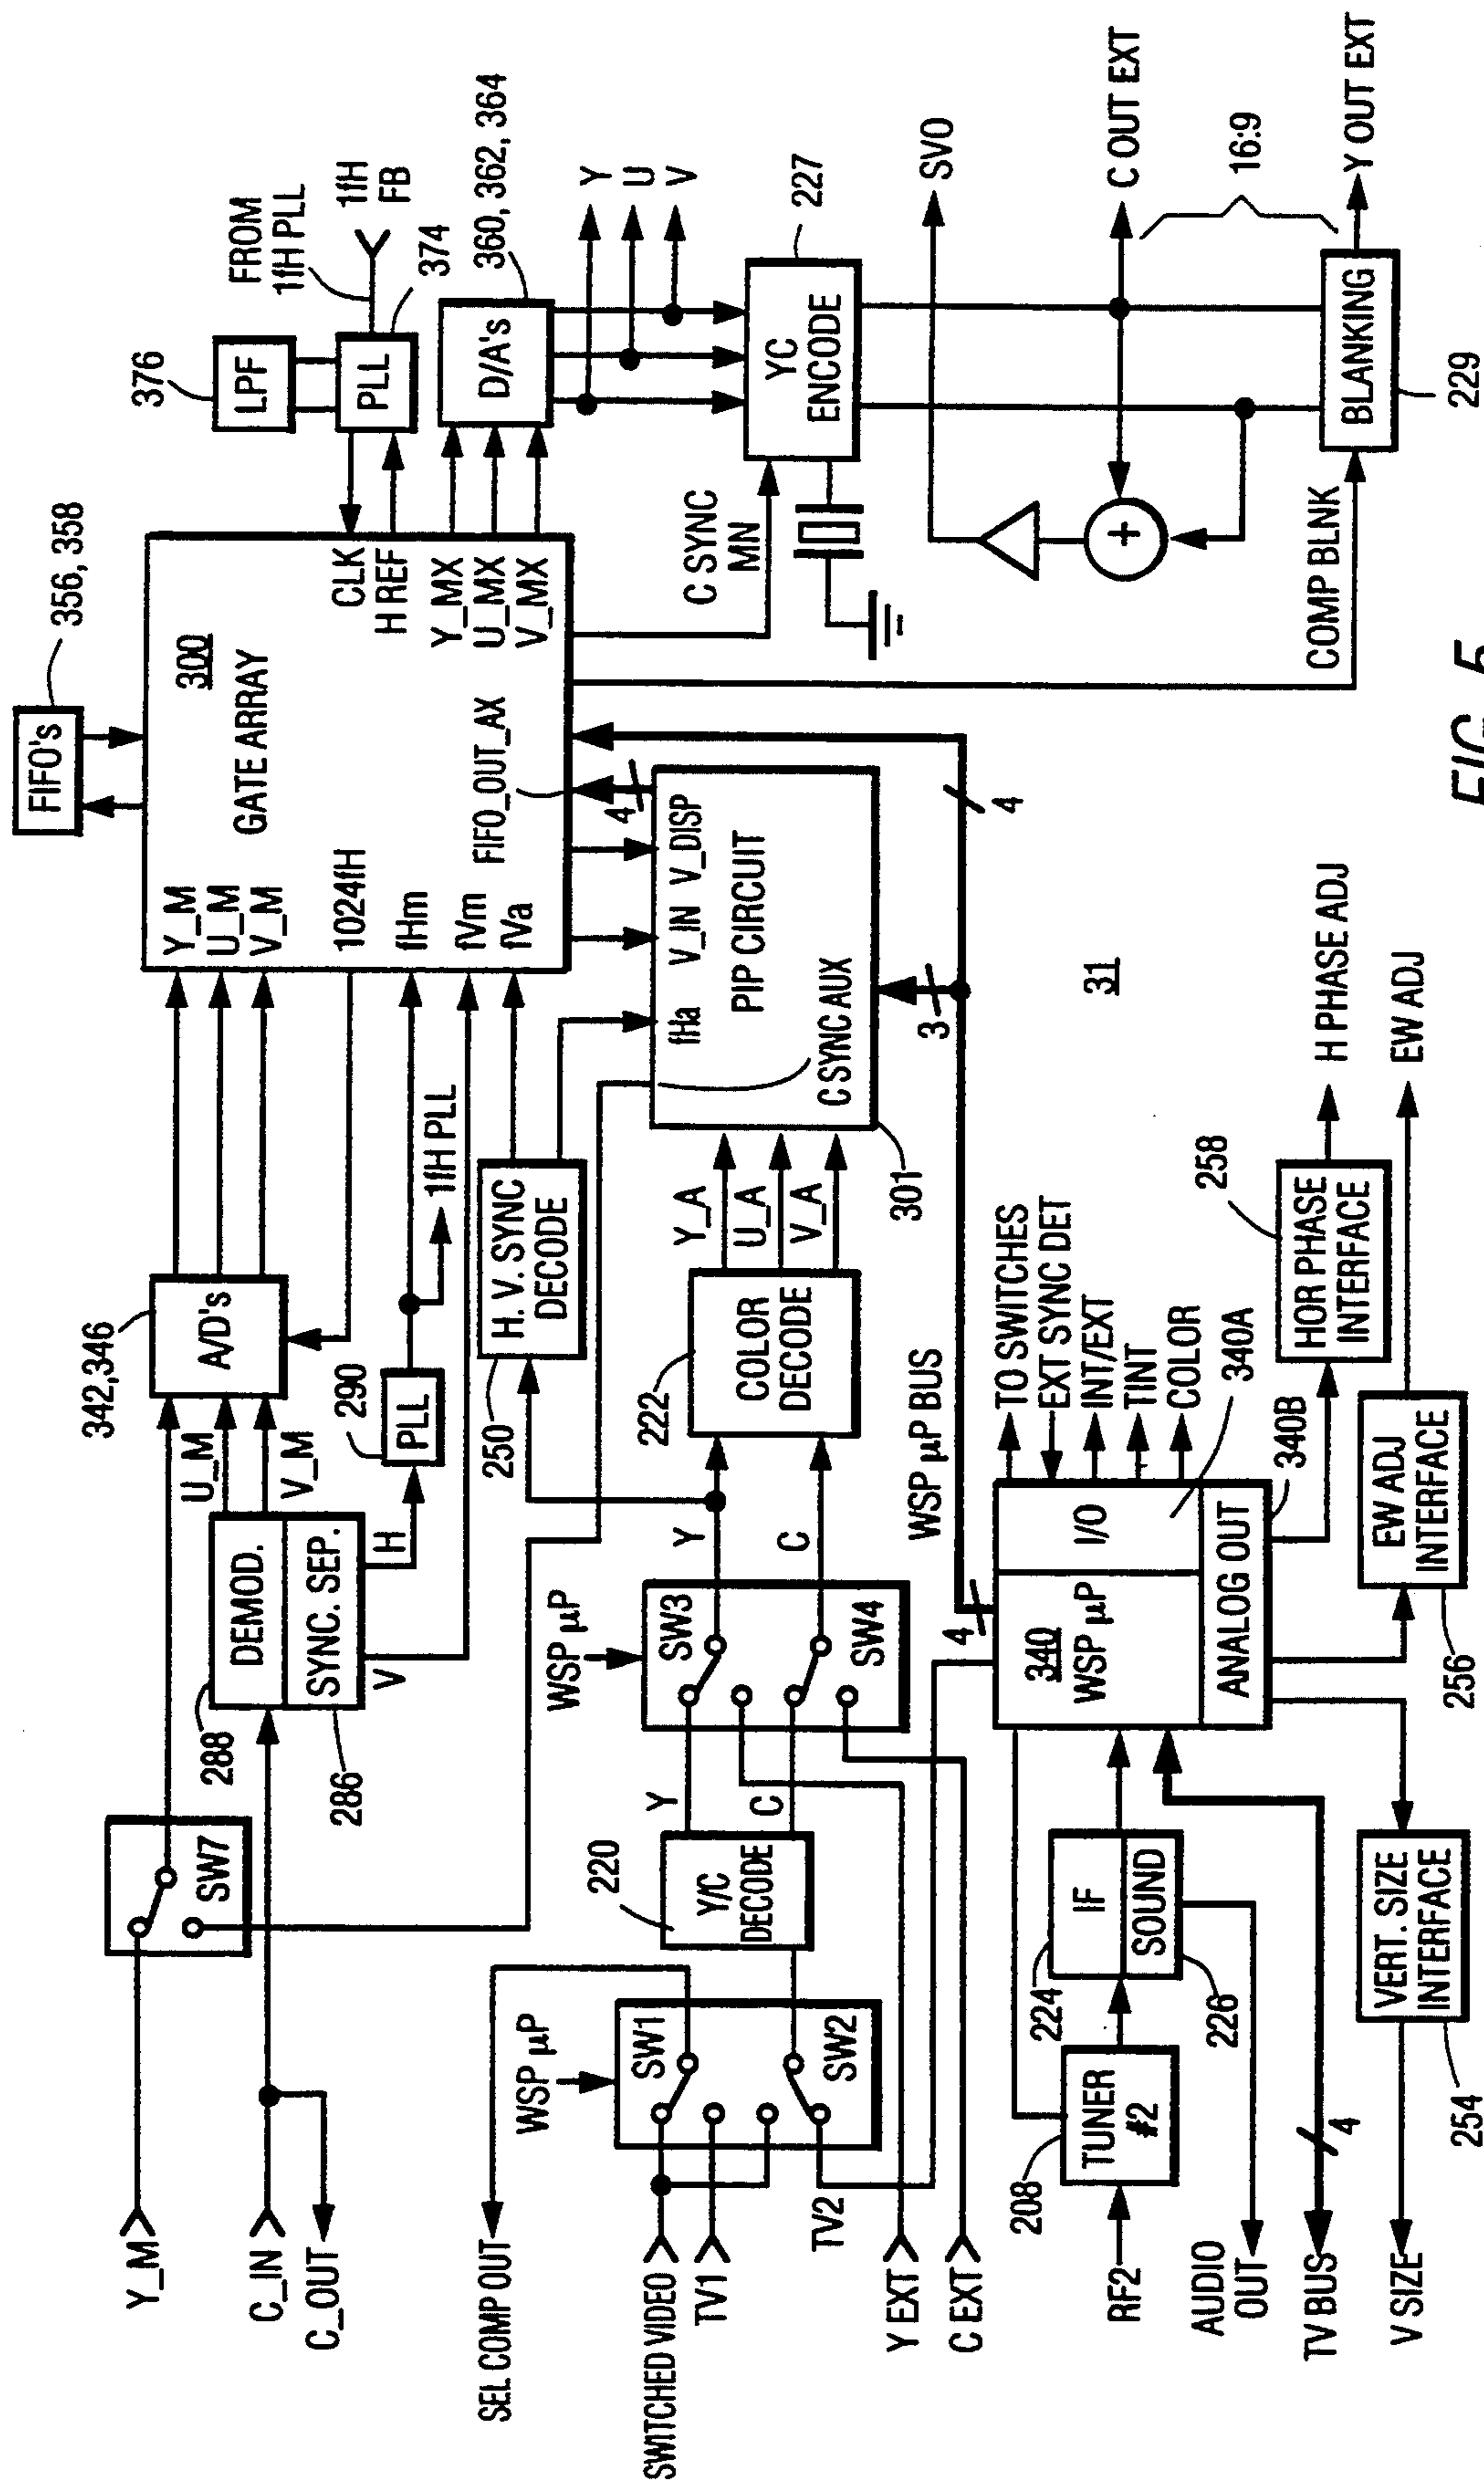 Y_M
C_IN
C_OUT
SEL COMP OUT
SWITCHED VIDEO
TV1
TV2
Y EXT
C EXT
RF2
AUDIO
OUT
TV BUS
V SIZE
SW7
288
286
DEMOD.
SYNC. SEP.
U_M
V_M
H
V
342,346
A/D's
290
PLL
1fH PLL
250
H. V. SYNC
DECODE
WSP µP
SW1
SW2
220
Y/C
DECODE
Y
C
WSP µP
SW3
SW4
Y
C
222
COLOR
DECODE
Y_A
U_A
V_A
FIFO's
356, 358
300
GATE ARRAY
Y_M
U_M
V_M
1024fH
fHm
fVm
fVa
FIFO_OUT_AX
CLK
H REF
Y_MX
U_MX
V_MX
4
fHa
V_IN
V_DISP
PIP CIRCUIT
C SYNC AUX
301
3
4
376
LPF
PLL
374
FROM
1fH PLL
1fH
FB
D/A's
360, 362, 364
Y
U
V
C SYNC
MN
YC
ENCODE
227
SVO
+
C OUT EXT
16:9
Y OUT EXT
COMP BLNK
BLANKING
229
208
TUNER
#2
224
IF
SOUND
226
4
254
VERT. SIZE
INTERFACE
WSP µP BUS
4
340
WSP µP
I/O
ANALOG OUT
340A
340B
TO SWITCHES
EXT SYNC DET
INT/EXT
TINT
COLOR
256
EW ADJ
INTERFACE
EW ADJ
258
HOR PHASE
INTERFACE
H PHASE ADJ
31
FIG. 5